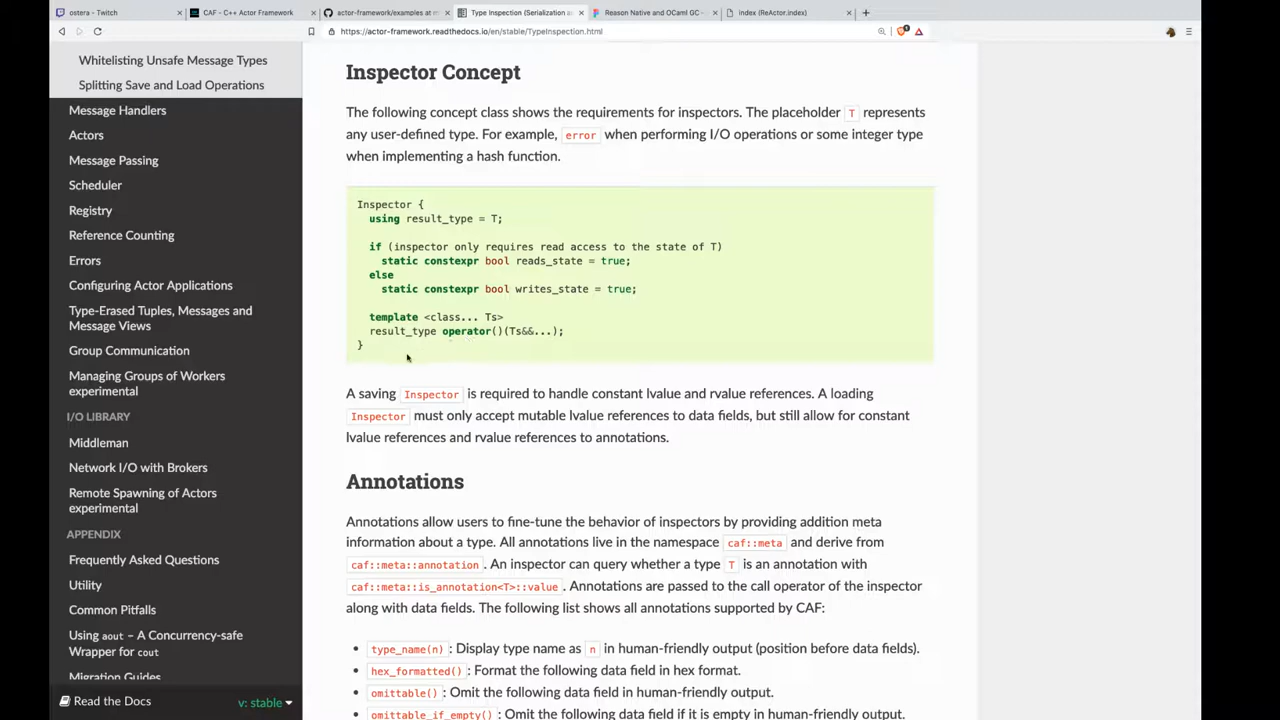 ostera - Twitch
CAF - C++ Actor Framework
actor-framework/examples at m
Type Inspection (Serialization a
Reason Native and OCaml GC -
index (ReActor.index)
https://actor-framework.readthedocs.io/en/stable/TypeInspection.html
Whitelisting Unsafe Message Types
Splitting Save and Load Operations
Message Handlers
Actors
Message Passing
Scheduler
Registry
Reference Counting
Errors
Configuring Actor Applications
Type-Erased Tuples, Messages and
Message Views
Group Communication
Managing Groups of Workers
experimental
I/O LIBRARY
Middleman
Network I/O with Brokers
Remote Spawning of Actors
experimental
APPENDIX
Frequently Asked Questions
Utility
Common Pitfalls
Using aout – A Concurrency-safe
Wrapper for cout
Migration Guides
Read the Docs
v: stable
Inspector Concept
The following concept class shows the requirements for inspectors. The placeholder T represents
any user-defined type. For example, error when performing I/O operations or some integer type
when implementing a hash function.
Inspector {
using result_type = T;
if (inspector only requires read access to the state of T)
static constexpr bool reads_state = true;
else
static constexpr bool writes_state = true;
template <class... Ts>
result_type operator()(Ts&&...);
}
A saving Inspector is required to handle constant lvalue and rvalue references. A loading
Inspector must only accept mutable lvalue references to data fields, but still allow for constant
lvalue references and rvalue references to annotations.
Annotations
Annotations allow users to fine-tune the behavior of inspectors by providing addition meta
information about a type. All annotations live in the namespace caf::meta and derive from
caf::meta::annotation. An inspector can query whether a type T is an annotation with
caf::meta::is_annotation<T>::value. Annotations are passed to the call operator of the inspector
along with data fields. The following list shows all annotations supported by CAF:
• type_name(n): Display type name as n in human-friendly output (position before data fields).
• hex_formatted(): Format the following data field in hex format.
• omittable(): Omit the following data field in human-friendly output.
• omittable_if_empty(): Omit the following data field if it is empty in human-friendly output.